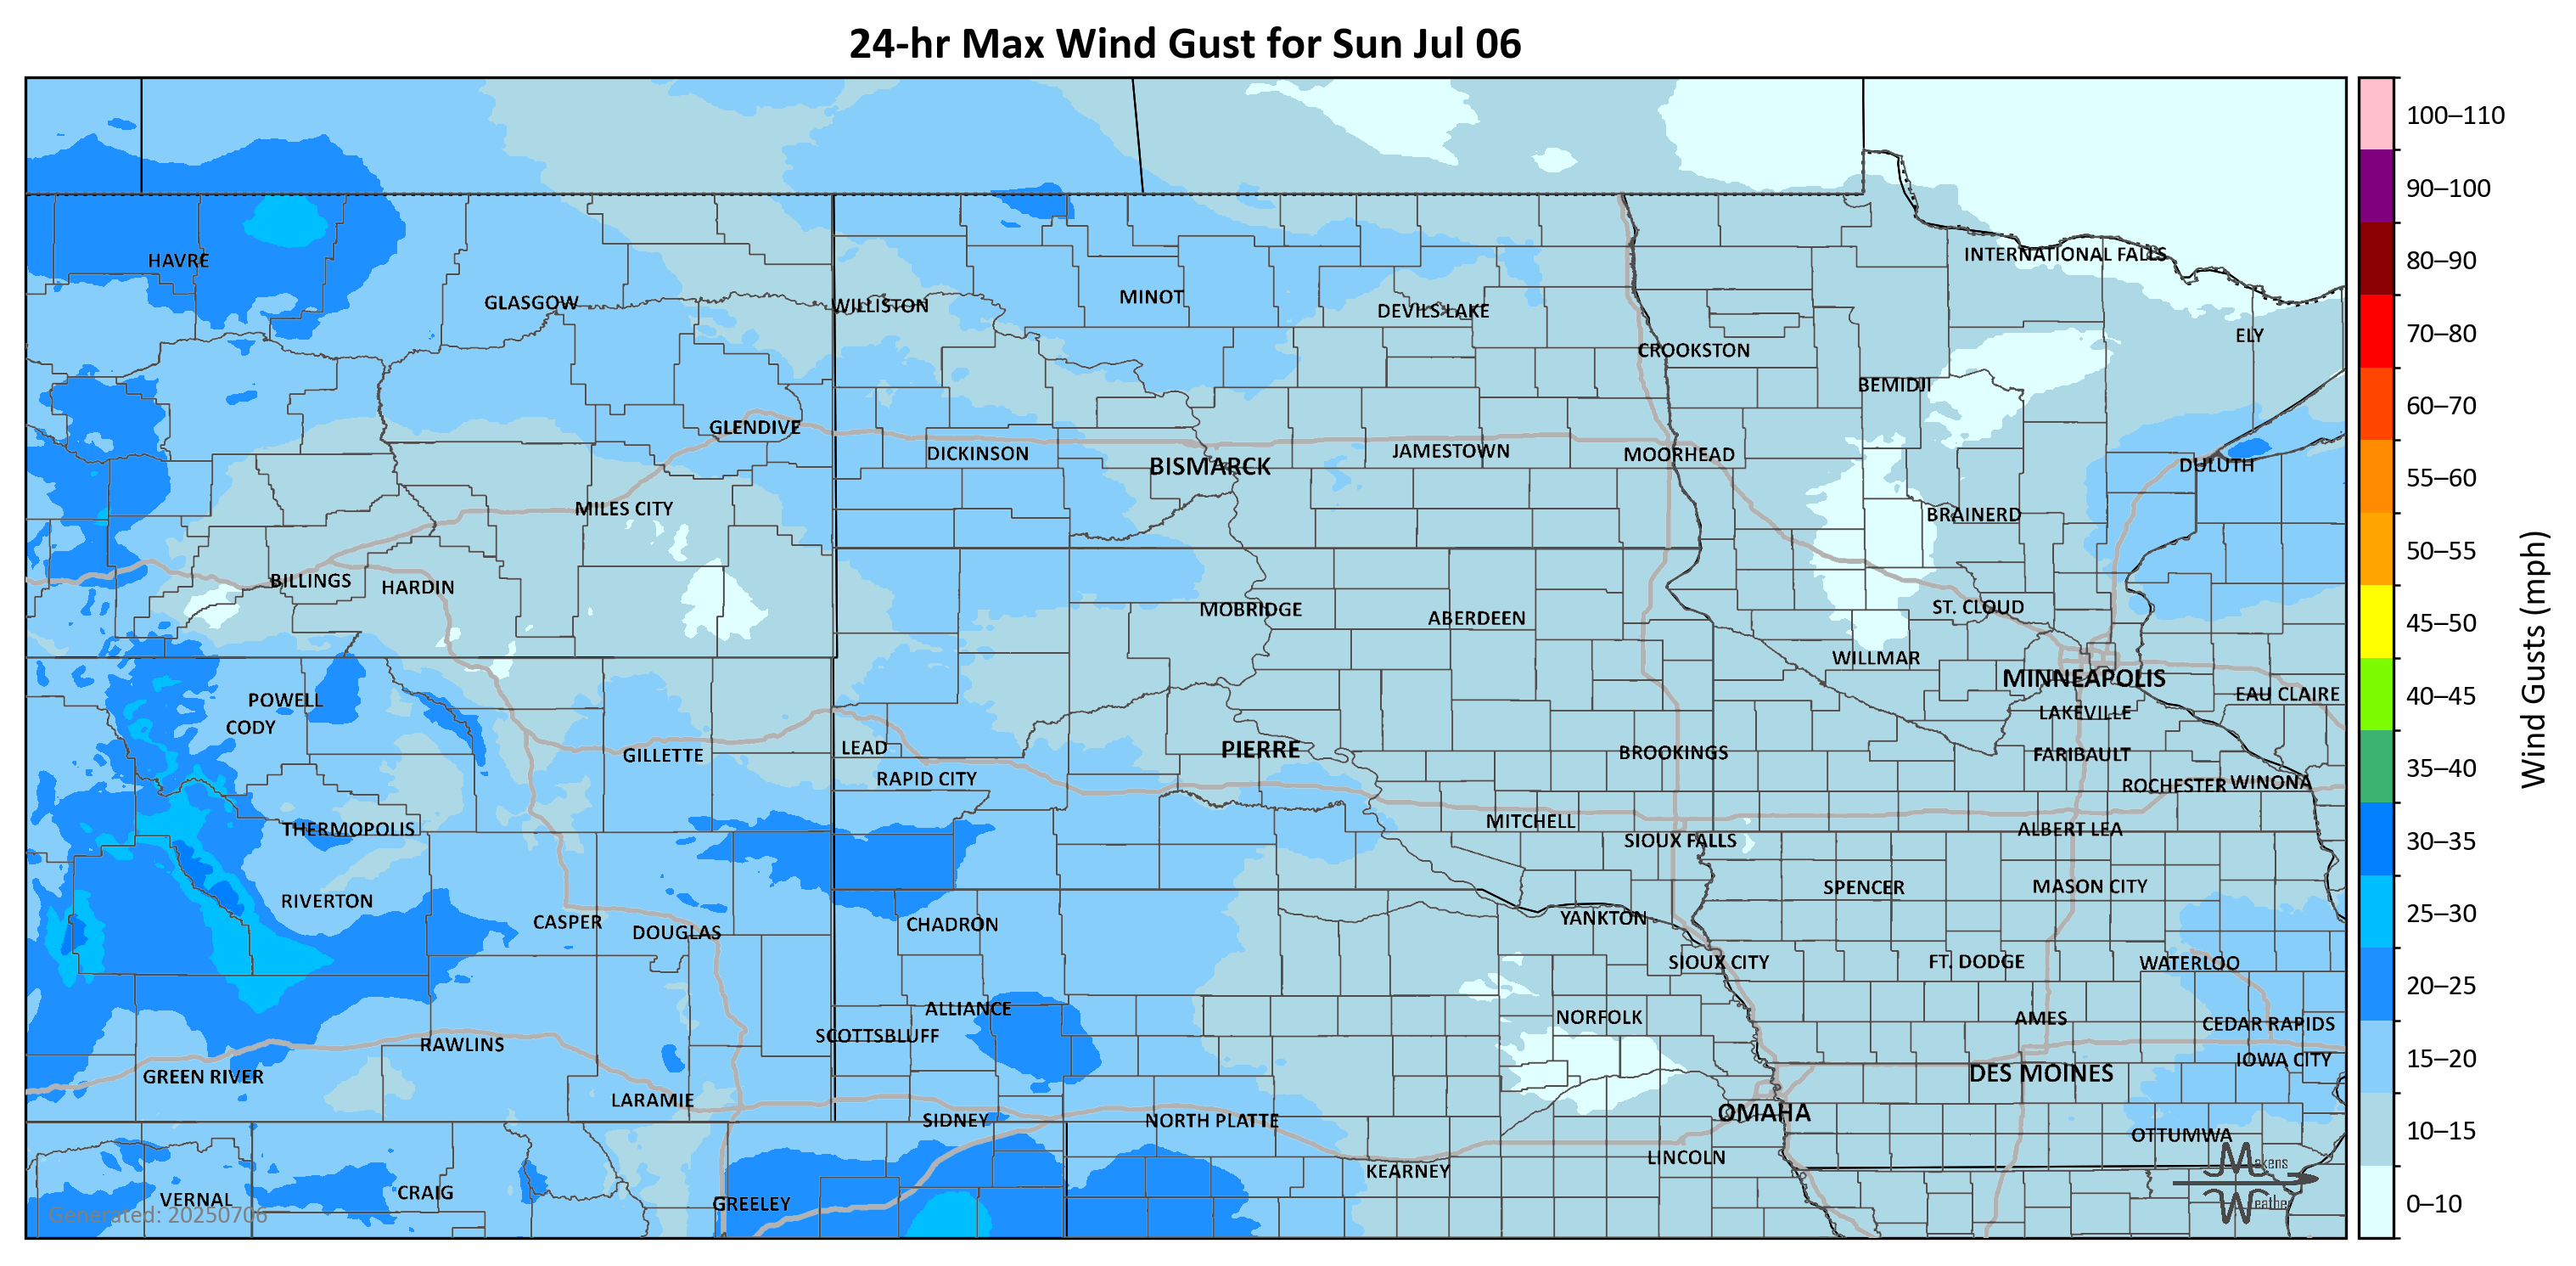 24-hr Max Wind Gust for Sun Jul 06
100–110
90–100
80–90
70–80
60–70
55–60
50–55
45–50
40–45
35–40
30–35
25–30
20–25
15–20
10–15
0–10
Wind Gusts (mph)
HAVRE
INTERNATIONAL FALLS
GLASGOW
WILLISTON
MINOT
DEVILS LAKE
ELY
CROOKSTON
BEMIDJI
GLENDIVE
DICKINSON
BISMARCK
JAMESTOWN
MOORHEAD
DULUTH
MILES CITY
BRAINERD
BILLINGS
HARDIN
MOBRIDGE
ABERDEEN
ST. CLOUD
WILLMAR
MINNEAPOLIS
POWELL
EAU CLAIRE
CODY
LAKEVILLE
GILLETTE
LEAD
PIERRE
BROOKINGS
FARIBAULT
RAPID CITY
ROCHESTER
WINONA
THERMOPOLIS
MITCHELL
ALBERT LEA
SIOUX FALLS
RIVERTON
SPENCER
MASON CITY
CASPER
DOUGLAS
CHADRON
YANKTON
SIOUX CITY
FT. DODGE
WATERLOO
ALLIANCE
NORFOLK
AMES
CEDAR RAPIDS
SCOTTSBLUFF
RAWLINS
IOWA CITY
GREEN RIVER
DES MOINES
LARAMIE
SIDNEY
NORTH PLATTE
OMAHA
OTTUMWA
KEARNEY
LINCOLN
VERNAL
CRAIG
GREELEY
Generated: 20250706
Makens
Weather